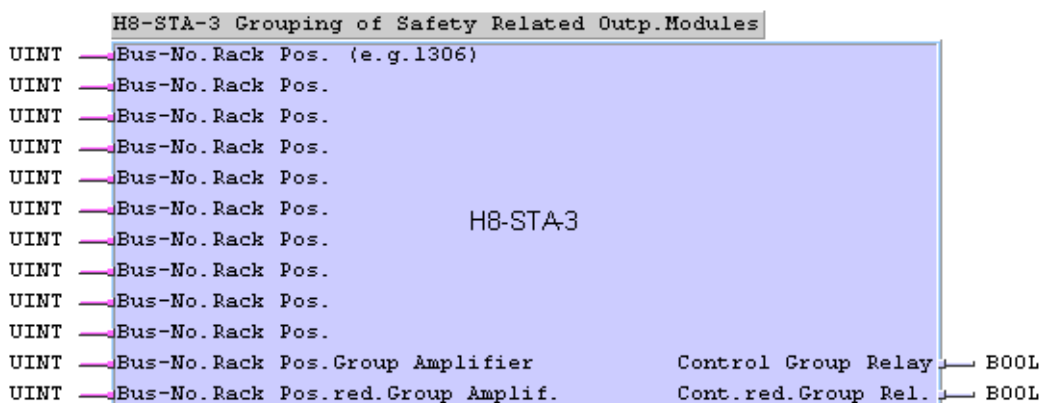 H8-STA-3 Grouping of Safety Related Outp.Modules
UINT Bus-No.Rack Pos. (e.g.1306)
UINT Bus-No.Rack Pos.
UINT Bus-No.Rack Pos.
UINT Bus-No.Rack Pos.
UINT Bus-No.Rack Pos.
UINT Bus-No.Rack Pos.
H8-STA-3
UINT Bus-No.Rack Pos.
UINT Bus-No.Rack Pos.
UINT Bus-No.Rack Pos.
UINT Bus-No.Rack Pos.
UINT Bus-No.Rack Pos.Group Amplifier Control Group Relay BOOL
UINT Bus-No.Rack Pos.red.Group Amplif. Cont.red.Group Rel. BOOL